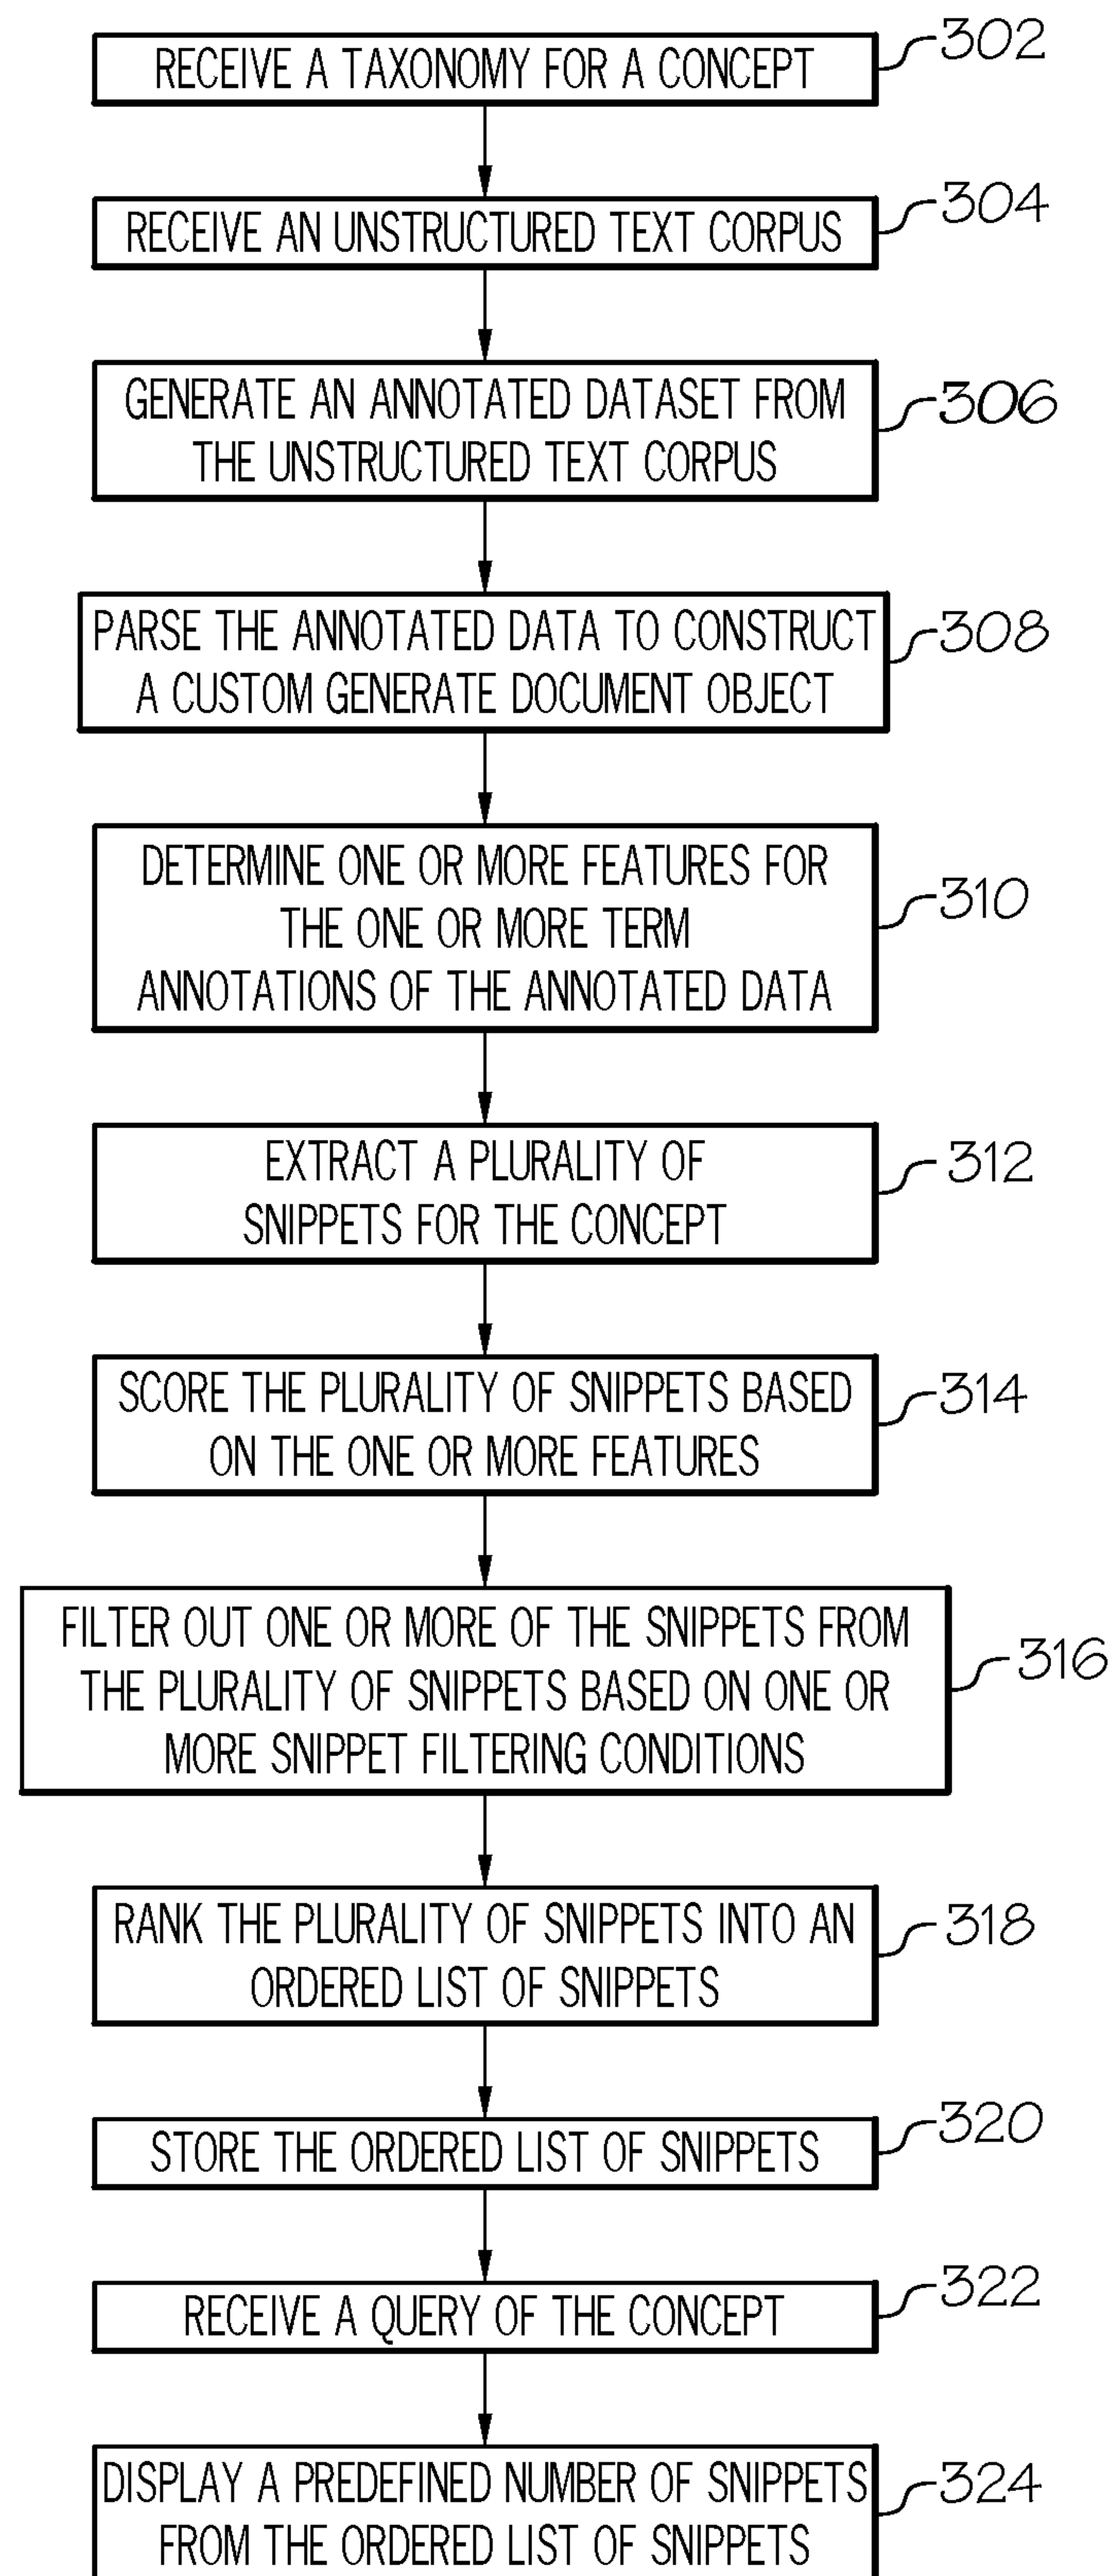 RECEIVE A TAXONOMY FOR A CONCEPT
302
RECEIVE AN UNSTRUCTURED TEXT CORPUS
304
GENERATE AN ANNOTATED DATASET FROM
THE UNSTRUCTURED TEXT CORPUS
306
PARSE THE ANNOTATED DATA TO CONSTRUCT
A CUSTOM GENERATE DOCUMENT OBJECT
308
DETERMINE ONE OR MORE FEATURES FOR
THE ONE OR MORE TERM
ANNOTATIONS OF THE ANNOTATED DATA
310
EXTRACT A PLURALITY OF
SNIPPETS FOR THE CONCEPT
312
SCORE THE PLURALITY OF SNIPPETS BASED
ON THE ONE OR MORE FEATURES
314
FILTER OUT ONE OR MORE OF THE SNIPPETS FROM
THE PLURALITY OF SNIPPETS BASED ON ONE OR
MORE SNIPPET FILTERING CONDITIONS
316
RANK THE PLURALITY OF SNIPPETS INTO AN
ORDERED LIST OF SNIPPETS
318
STORE THE ORDERED LIST OF SNIPPETS
320
RECEIVE A QUERY OF THE CONCEPT
322
DISPLAY A PREDEFINED NUMBER OF SNIPPETS
FROM THE ORDERED LIST OF SNIPPETS
324